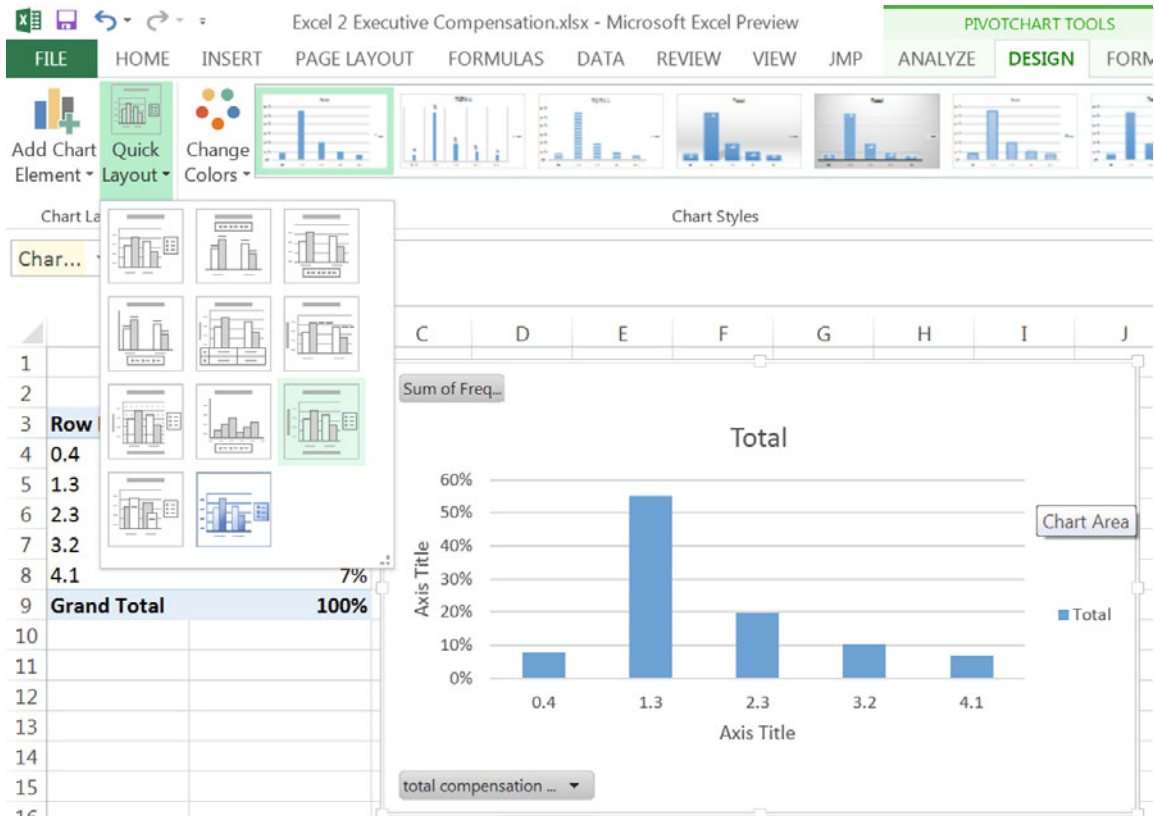 Excel 2 Executive Compensation.xlsx - Microsoft Excel Preview
PIVOTCHART TOOLS
FILE HOME INSERT PAGE LAYOUT FORMULAS DATA REVIEW VIEW JMP ANALYZE DESIGN FORM
Add Chart Element
Quick Layout
Change Colors
Chart La
Chart Styles
Char...
C D E F G H I J
1
2
3 Row
4 0.4
5 1.3
6 2.3
7 3.2
8 4.1 7%
9 Grand Total 100%
10
11
12
13
14
15
16
Sum of Freq...
Total
60%
50%
40%
30%
20%
10%
0%
Axis Title
0.4 1.3 2.3 3.2 4.1
Axis Title
Chart Area
Total
total compensation ...